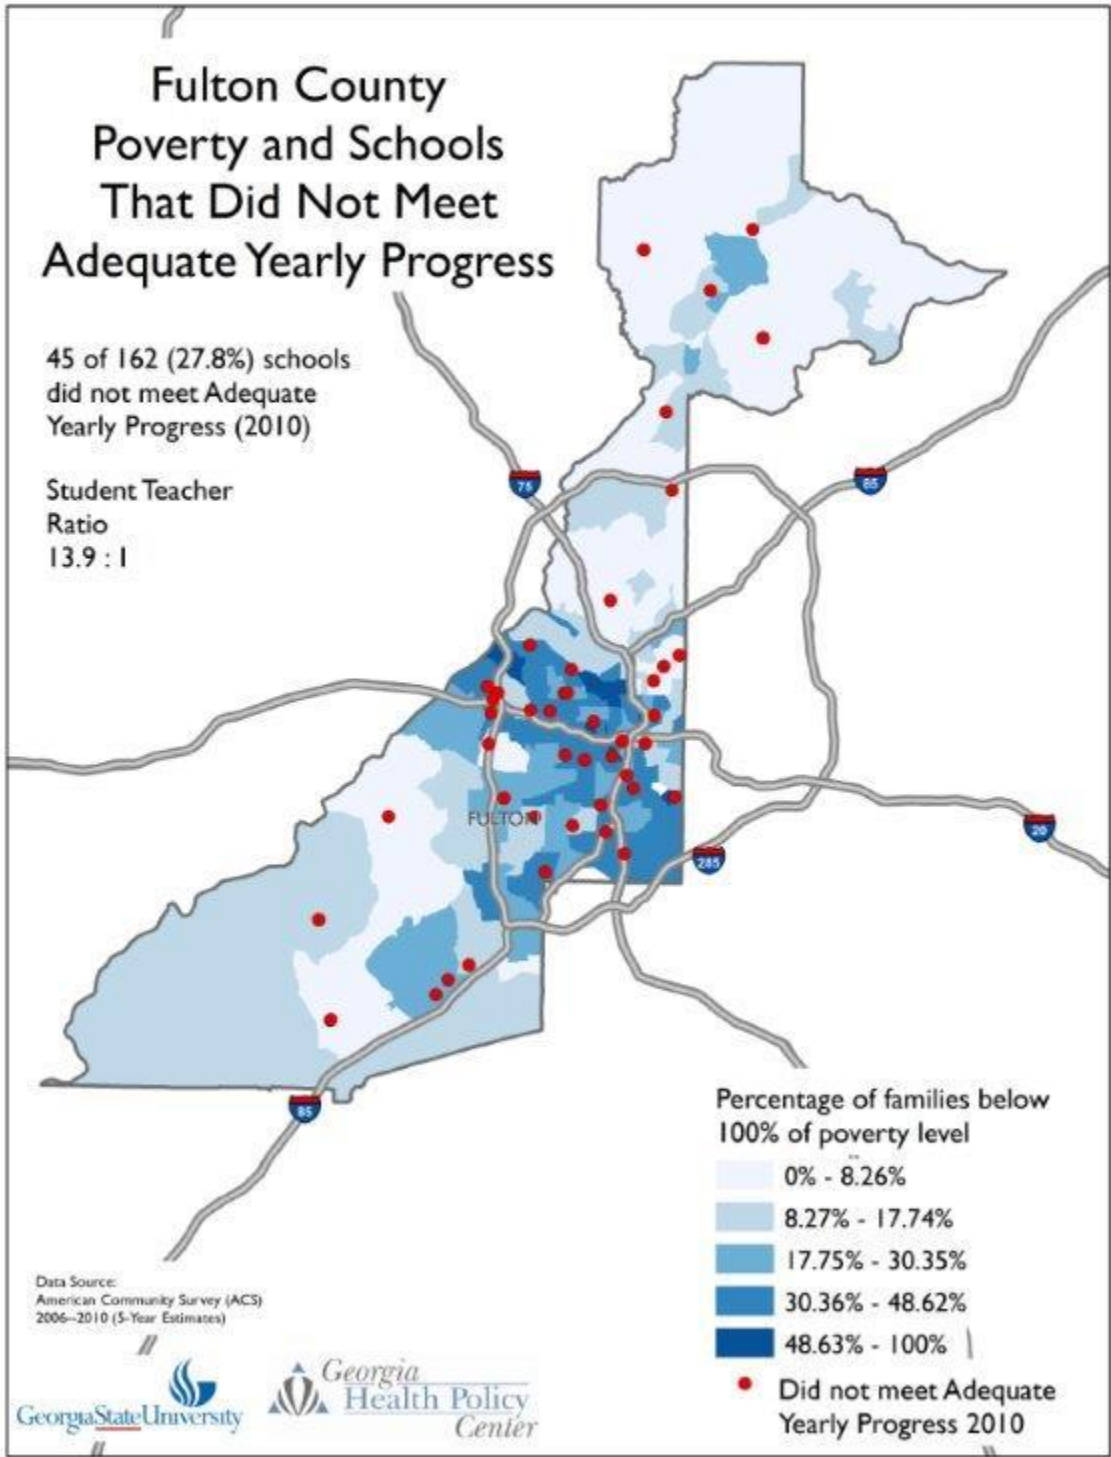 Fulton County
Poverty and Schools
That Did Not Meet
Adequate Yearly Progress
45 of 162 (27.8%) schools
did not meet Adequate
Yearly Progress (2010)
Student Teacher
Ratio
13.9 : 1
75
85
FULTON
20
285
85
Percentage of families below
100% of poverty level
0% - 8.26%
8.27% - 17.74%
17.75% - 30.35%
30.36% - 48.62%
48.63% - 100%
Did not meet Adequate
Yearly Progress 2010
Data Source:
American Community Survey (ACS)
2006--2010 (5-Year Estimates)
GeorgiaStateUniversity
Georgia
Health Policy
Center